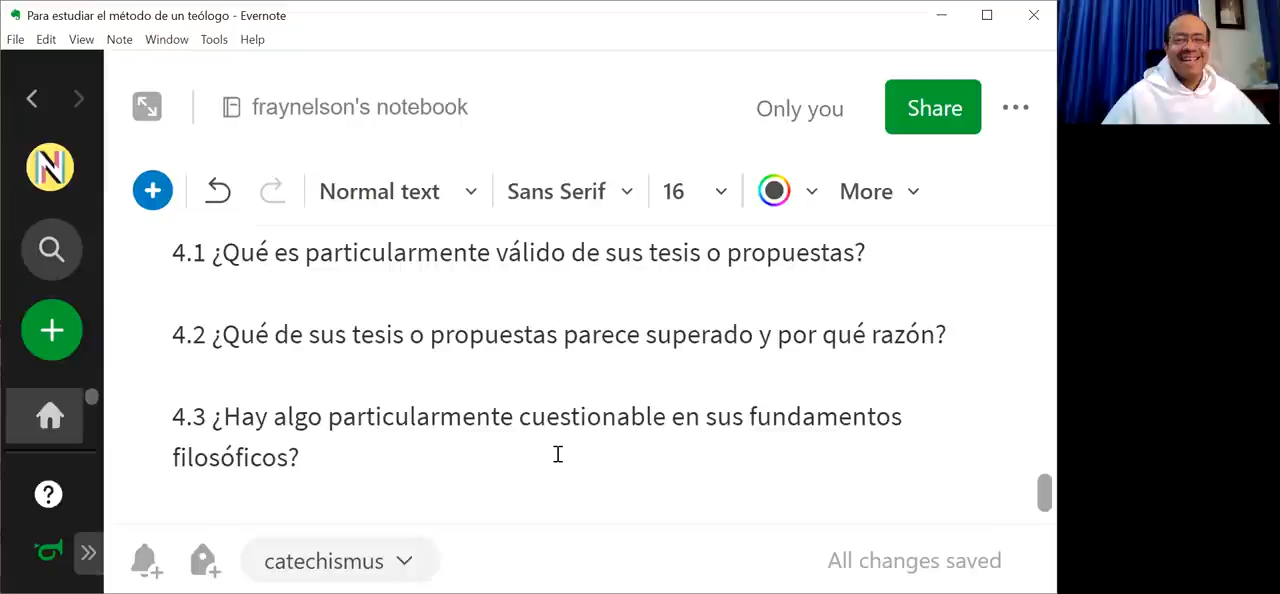 Para estudiar el método de un teólogo - Evernote
File Edit View Note Window Tools Help
fraynelson's notebook
Only you
Share
Normal text
Sans Serif
16
More
4.1 ¿Qué es particularmente válido de sus tesis o propuestas?
4.2 ¿Qué de sus tesis o propuestas parece superado y por qué razón?
4.3 ¿Hay algo particularmente cuestionable en sus fundamentos
filosóficos?
catechismus
All changes saved